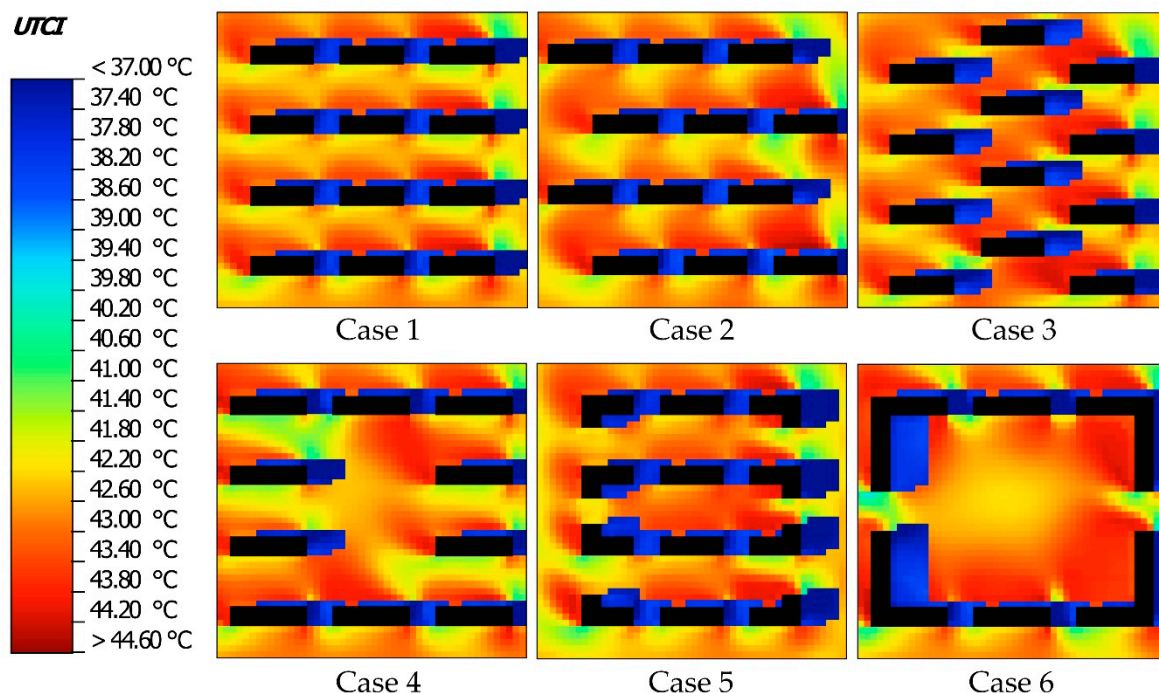 UTCI
< 37.00 °C
37.40 °C
37.80 °C
38.20 °C
38.60 °C
39.00 °C
39.40 °C
39.80 °C
40.20 °C
40.60 °C
41.00 °C
41.40 °C
41.80 °C
42.20 °C
42.60 °C
43.00 °C
43.40 °C
43.80 °C
44.20 °C
> 44.60 °C
Case 1
Case 2
Case 3
Case 4
Case 5
Case 6